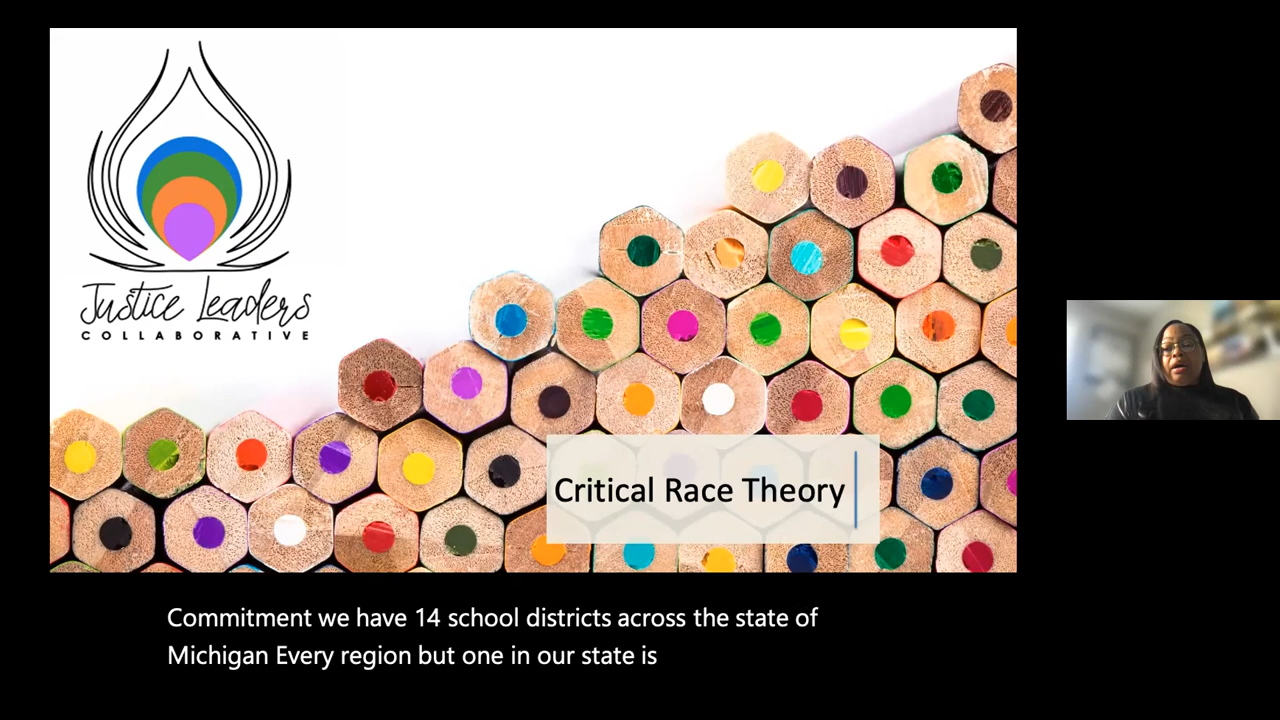 Justice Leaders
COLLABORATIVE
Critical Race Theory
Commitment we have 14 school districts across the state of
Michigan Every region but one in our state is